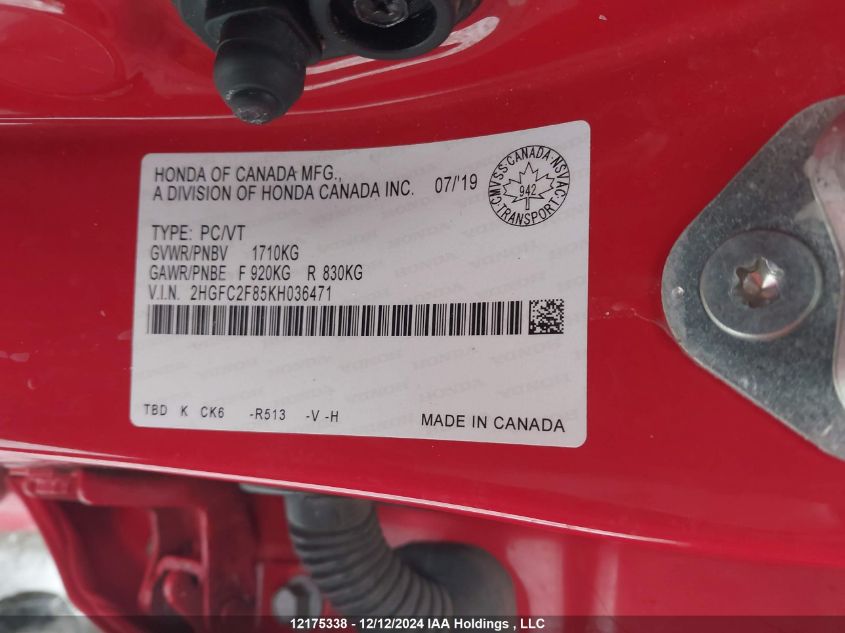 HONDA OF CANADA MFG.,
A DIVISION OF HONDA CANADA INC. 07/'19
CMVSS·CANADA·NSVAC
942
TRANSPORT
TYPE: PC/VT
GVWR/PNBV 1710KG
GAWR/PNBE F 920KG R 830KG
V.I.N. 2HGFC2F85KH036471
TBD K CK6 -R513 -V -H
MADE IN CANADA
12175338 - 12/12/2024 IAA Holdings , LLC